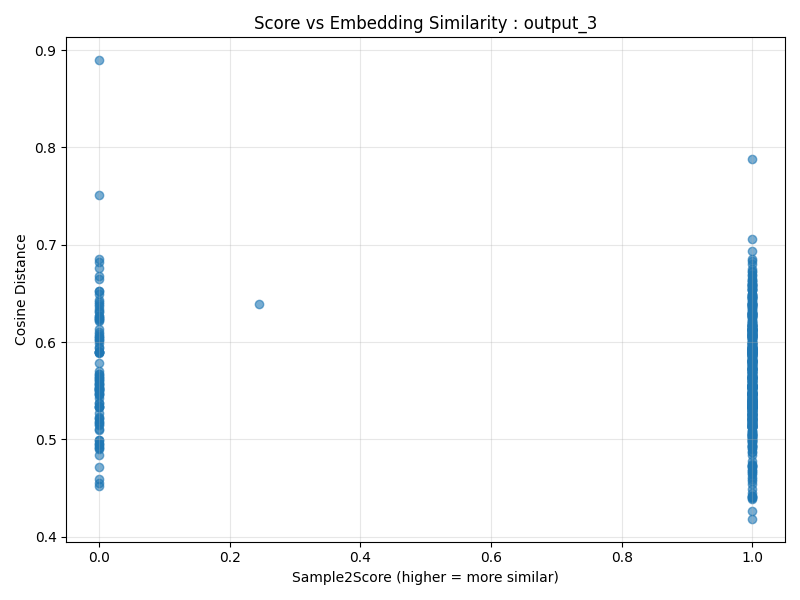 Score vs Embedding Similarity : output_3
Cosine Distance
0.9
0.8
0.7
0.6
0.5
0.4
0.0 0.2 0.4 0.6 0.8 1.0
Sample2Score (higher = more similar)